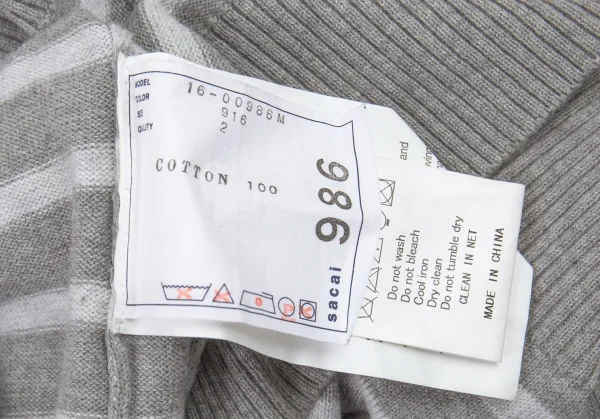 MODEL 16-00986M
COLOR 916
SIZE 2
QUALITY
COTTON 100
986
sacai
and
Do not wash
Do not bleach
Cool iron
Dry clean
Do not tumble dry
CLEAN IN NET
MADE IN CHINA